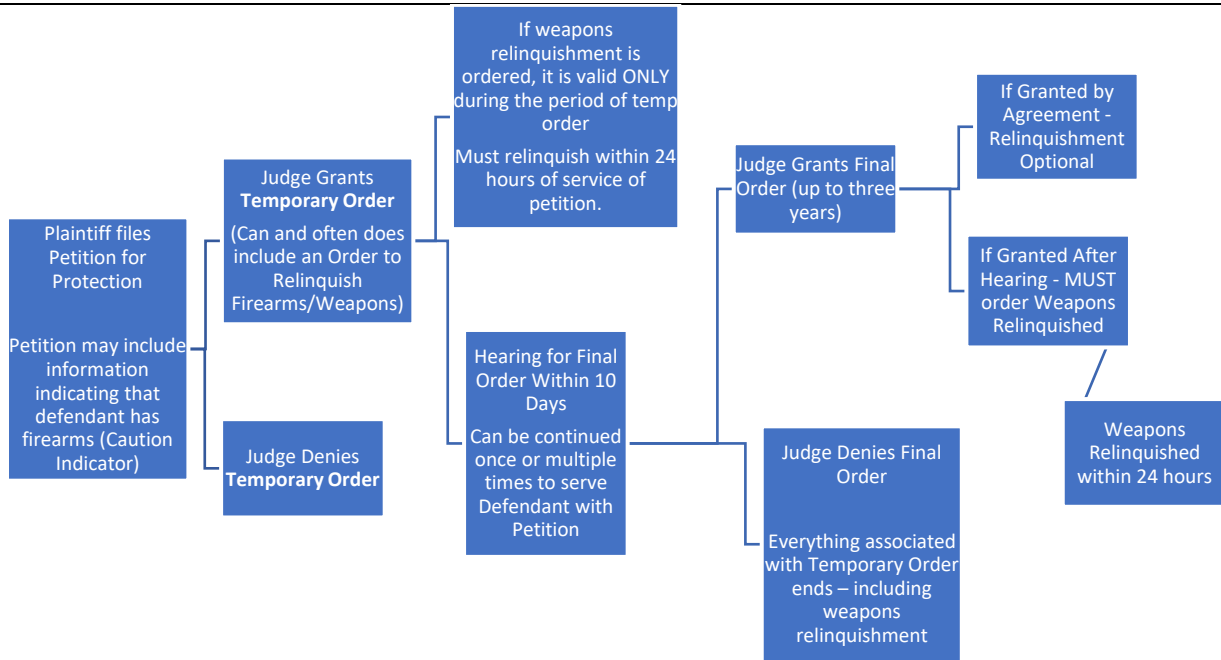 Plaintiff files
Petition for
Protection
Petition may include
information
indicating that
defendant has
firearms (Caution
Indicator)
Judge Grants
Temporary Order
(Can and often does
include an Order to
Relinquish
Firearms/Weapons)
Judge Denies
Temporary Order
If weapons
relinquishment is
ordered, it is valid ONLY
during the period of temp
order
Must relinquish within 24
hours of service of
petition.
Hearing for Final
Order Within 10
Days
Can be continued
once or multiple
times to serve
Defendant with
Petition
Judge Grants Final
Order (up to three
years)
Judge Denies Final
Order
Everything associated
with Temporary Order
ends – including
weapons
relinquishment
If Granted by
Agreement -
Relinquishment
Optional
If Granted After
Hearing - MUST
order Weapons
Relinquished
Weapons
Relinquished
within 24 hours